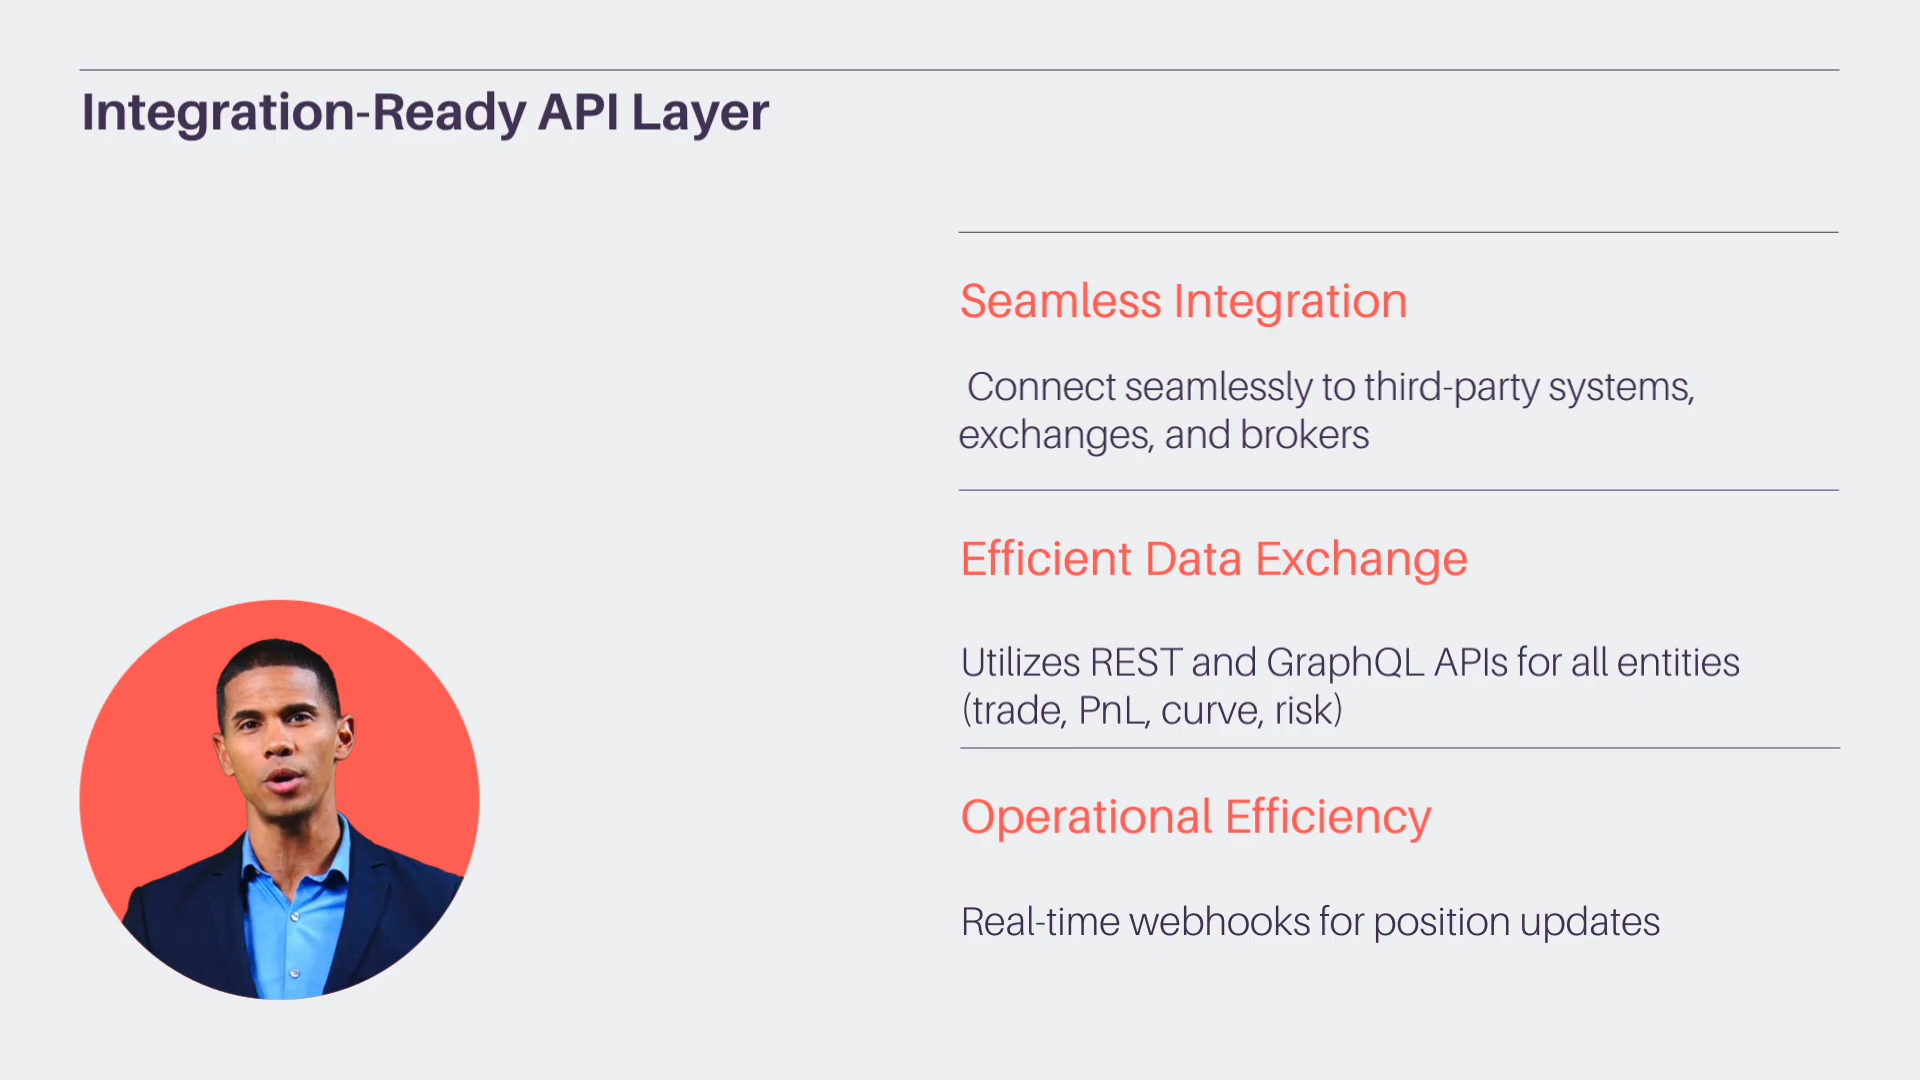 Integration-Ready API Layer
Seamless Integration
Connect seamlessly to third-party systems,
exchanges, and brokers
Efficient Data Exchange
Utilizes REST and GraphQL APIs for all entities
(trade, PnL, curve, risk)
Operational Efficiency
Real-time webhooks for position updates